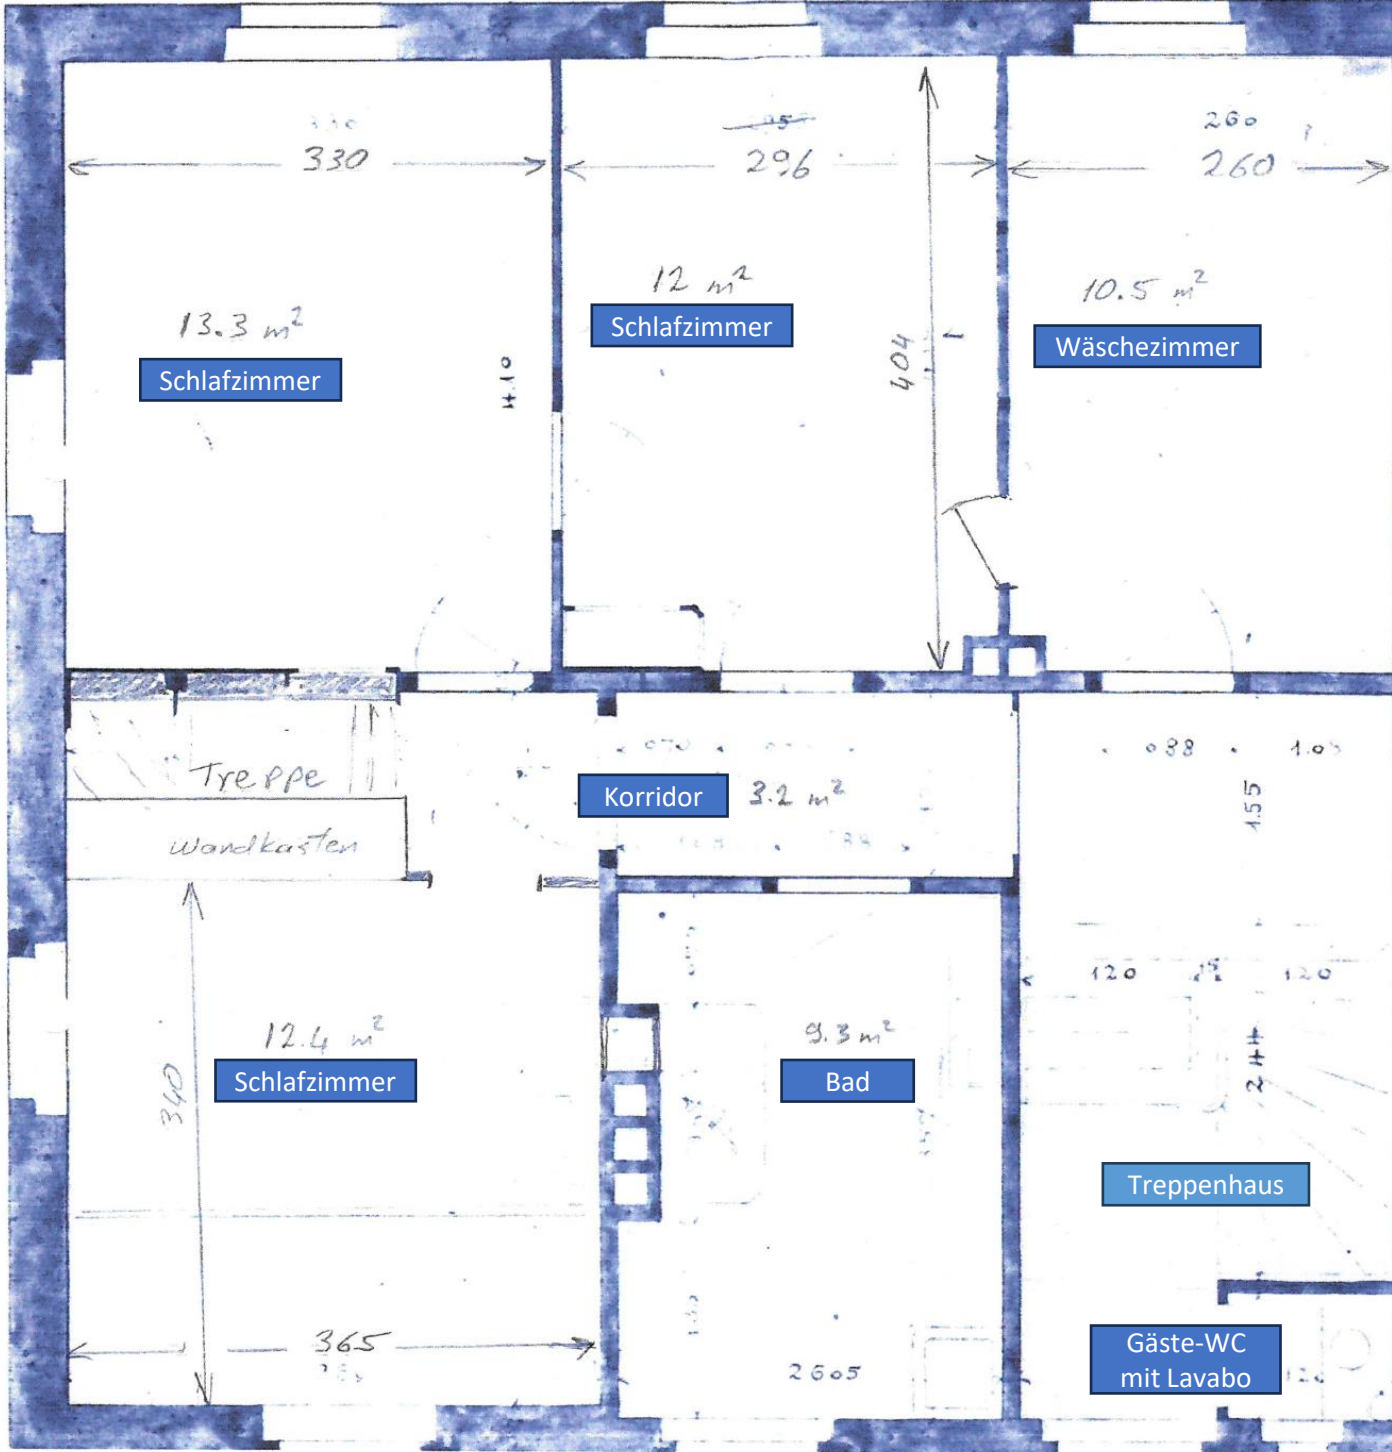 260
330
296
260
12 m²
10.5 m²
13.3 m²
Schlafzimmer
Wäschezimmer
Schlafzimmer
404
4.10
Treppe
Korridor
3.2 m²
088
1.55
Wandkasten
120
120
12.4 m²
9.3 m²
Schlafzimmer
Bad
340
244
Treppenhaus
365
2605
Gäste-WC
mit Lavabo